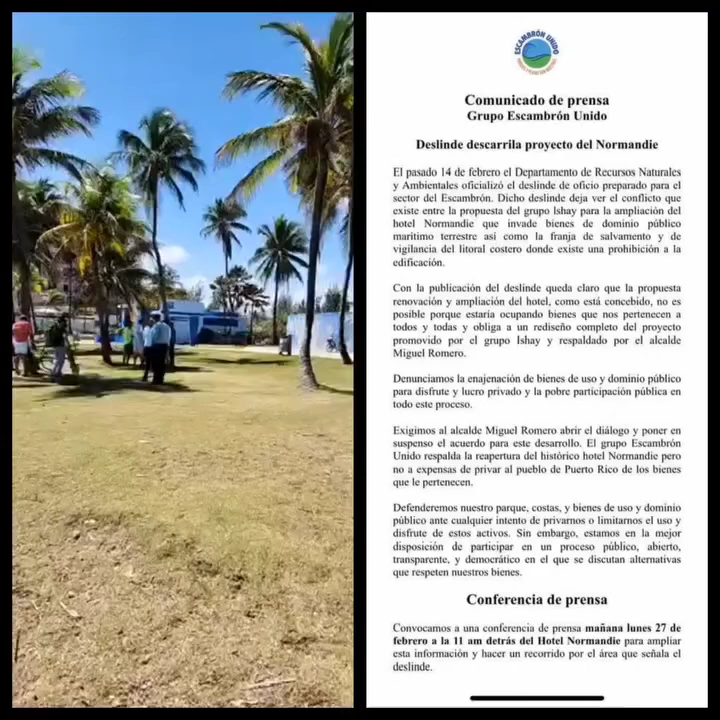 ESCAMBRÓN UNIDO
Comunicado de prensa
Grupo Escambrón Unido
Deslinde descarrila proyecto del Normandie
El pasado 14 de febrero el Departamento de Recursos Naturales
y Ambientales oficializó el deslinde de oficio preparado para el
sector del Escambrón. Dicho deslinde deja ver el conflicto que
existe entre la propuesta del grupo Ishay para la ampliación del
hotel Normandie que invade bienes de dominio público
marítimo terrestre así como la franja de salvamento y de
vigilancia del litoral costero donde existe una prohibición a la
edificación.
Con la publicación del deslinde queda claro que la propuesta
renovación y ampliación del hotel, como está concebido, no es
posible porque estaría ocupando bienes que nos pertenecen a
todos y todas y obliga a un rediseño completo del proyecto
promovido por el grupo Ishay y respaldado por el alcalde
Miguel Romero.
Denunciamos la enajenación de bienes de uso y dominio público
para disfrute y lucro privado y la pobre participación pública en
todo este proceso.
Exigimos al alcalde Miguel Romero abrir el diálogo y poner en
suspenso el acuerdo para este desarrollo. El grupo Escambrón
Unido respalda la reapertura del histórico hotel Normandie pero
no a expensas de privar al pueblo de Puerto Rico de los bienes
que le pertenecen.
Defenderemos nuestro parque, costas, y bienes de uso y dominio
público ante cualquier intento de privarnos o limitarnos el uso y
disfrute de estos activos. Sin embargo, estamos en la mejor
disposición de participar en un proceso público, abierto,
transparente, y democrático en el que se discutan alternativas
que respeten nuestros bienes.
Conferencia de prensa
Convocamos a una conferencia de prensa mañana lunes 27 de
febrero a la 11 am detrás del Hotel Normandie para ampliar
esta información y hacer un recorrido por el área que señala el
deslinde.